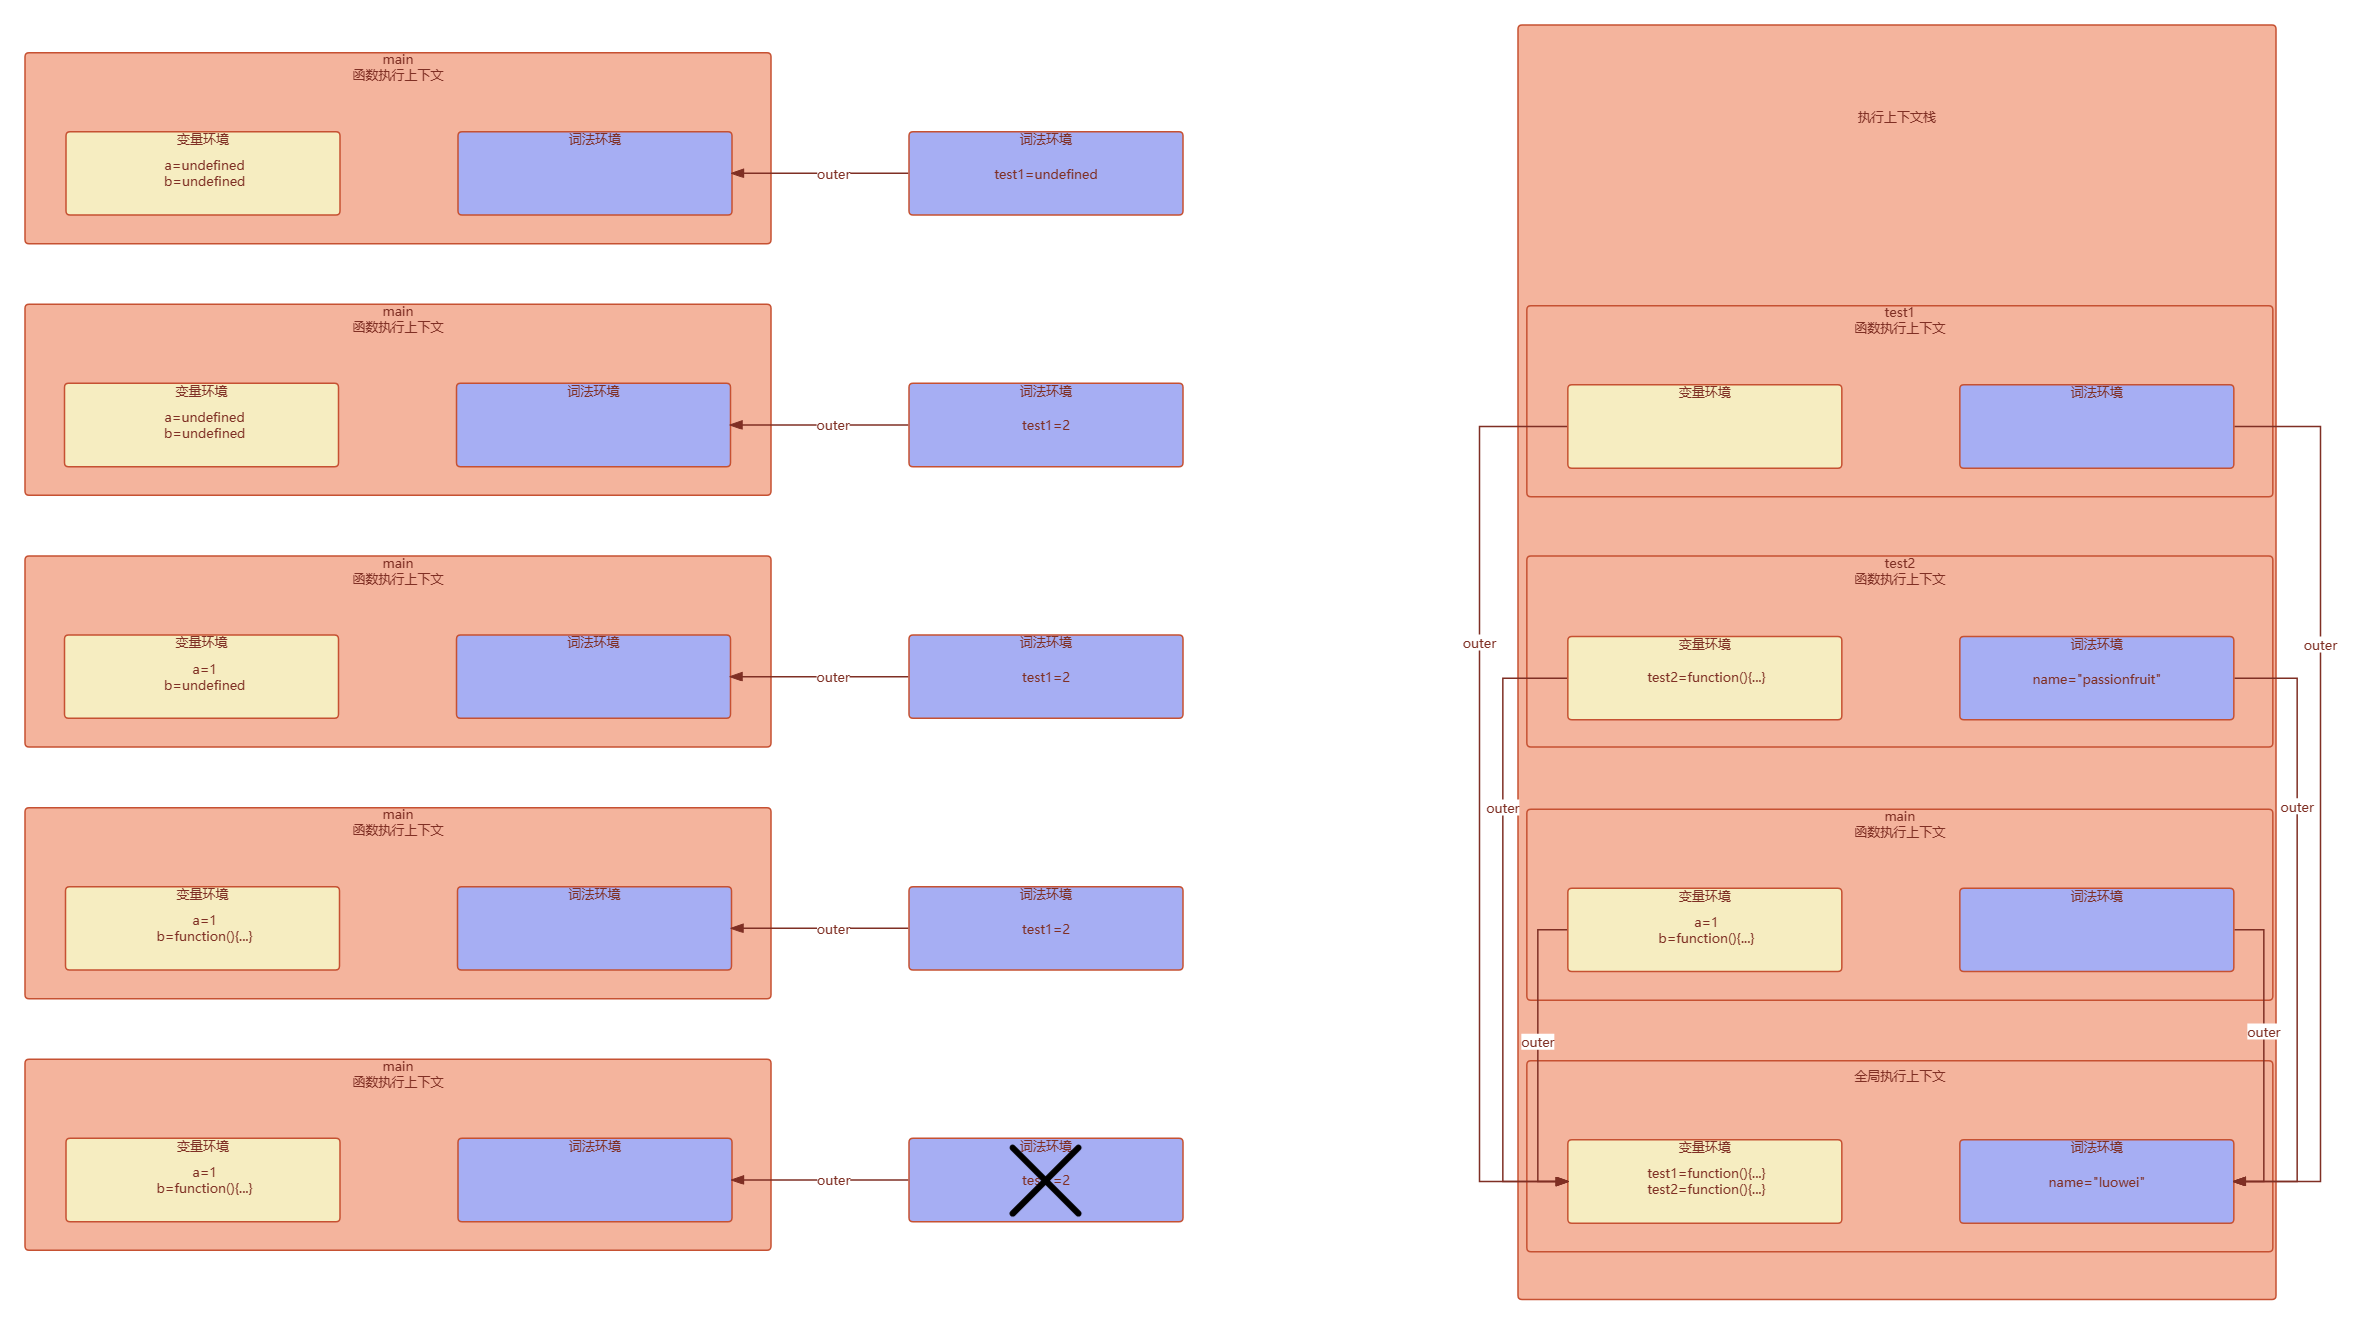 main
函数执行上下文
变量环境
a=undefined
b=undefined
词法环境
outer
词法环境
test1=undefined
main
函数执行上下文
变量环境
a=undefined
b=undefined
词法环境
outer
词法环境
test1=2
main
函数执行上下文
变量环境
a=1
b=undefined
词法环境
outer
词法环境
test1=2
main
函数执行上下文
变量环境
a=1
b=function(){...}
词法环境
outer
词法环境
test1=2
main
函数执行上下文
变量环境
a=1
b=function(){...}
词法环境
outer
词法环境
test1=2
执行上下文栈
test1
函数执行上下文
变量环境
词法环境
outer
outer
test2
函数执行上下文
变量环境
test2=function(){...}
词法环境
name="passionfruit"
outer
outer
main
函数执行上下文
变量环境
a=1
b=function(){...}
词法环境
outer
outer
全局执行上下文
变量环境
test1=function(){...}
test2=function(){...}
词法环境
name="luowei"